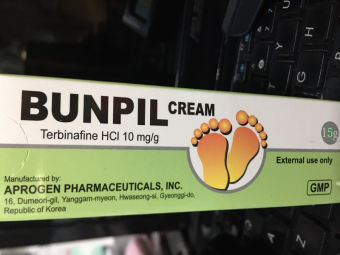 BUNPIL CREAM
Terbinafine HCl 10 mg/g
15g
External use only
Manufactured by:
APROGEN PHARMACEUTICALS, INC.
16, Dumeori-gil, Yanggam-myeon, Hwaseong-si, Gyeonggi-do,
Republic of Korea
GMP